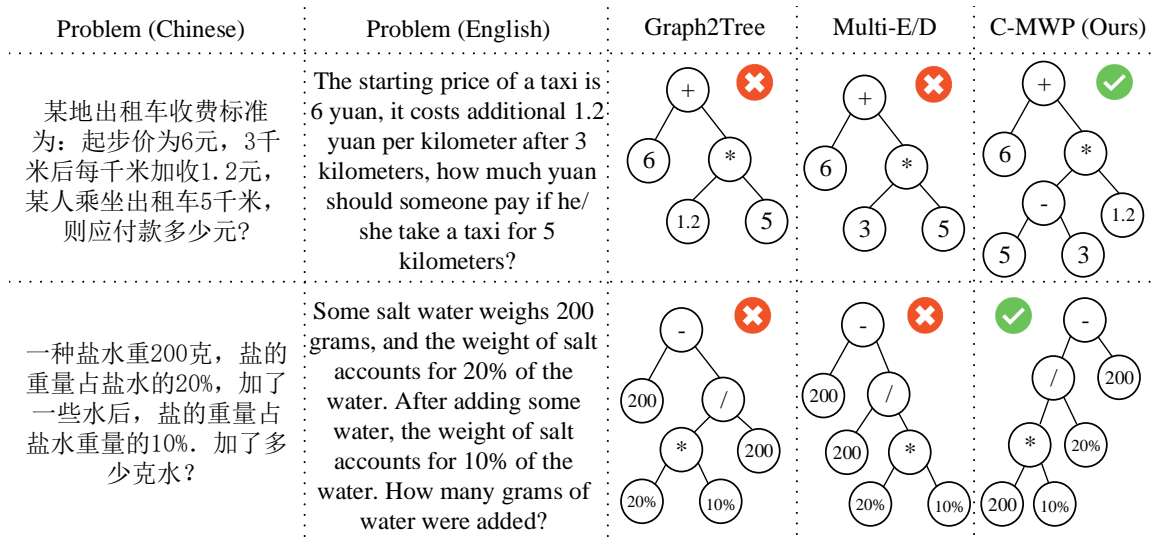 Problem (Chinese)
Problem (English)
Graph2Tree
Multi-E/D
C-MWP (Ours)
某地出租车收费标准
为：起步价为6元，3千
米后每千米加收1.2元，
某人乘坐出租车5千米，
则应付款多少元？
The starting price of a taxi is
6 yuan, it costs additional 1.2
yuan per kilometer after 3
kilometers, how much yuan
should someone pay if he/
she take a taxi for 5
kilometers?
+
6
*
1.2
5
+
6
*
3
5
+
6
*
-
1.2
5
3
一种盐水重200克，盐的
重量占盐水的20%，加了
一些水后，盐的重量占
盐水重量的10%．加了多
少克水？
Some salt water weighs 200
grams, and the weight of salt
accounts for 20% of the
water. After adding some
water, the weight of salt
accounts for 10% of the
water. How many grams of
water were added?
-
200
/
*
200
20%
10%
-
200
/
200
*
20%
10%
-
/
200
*
20%
200
10%